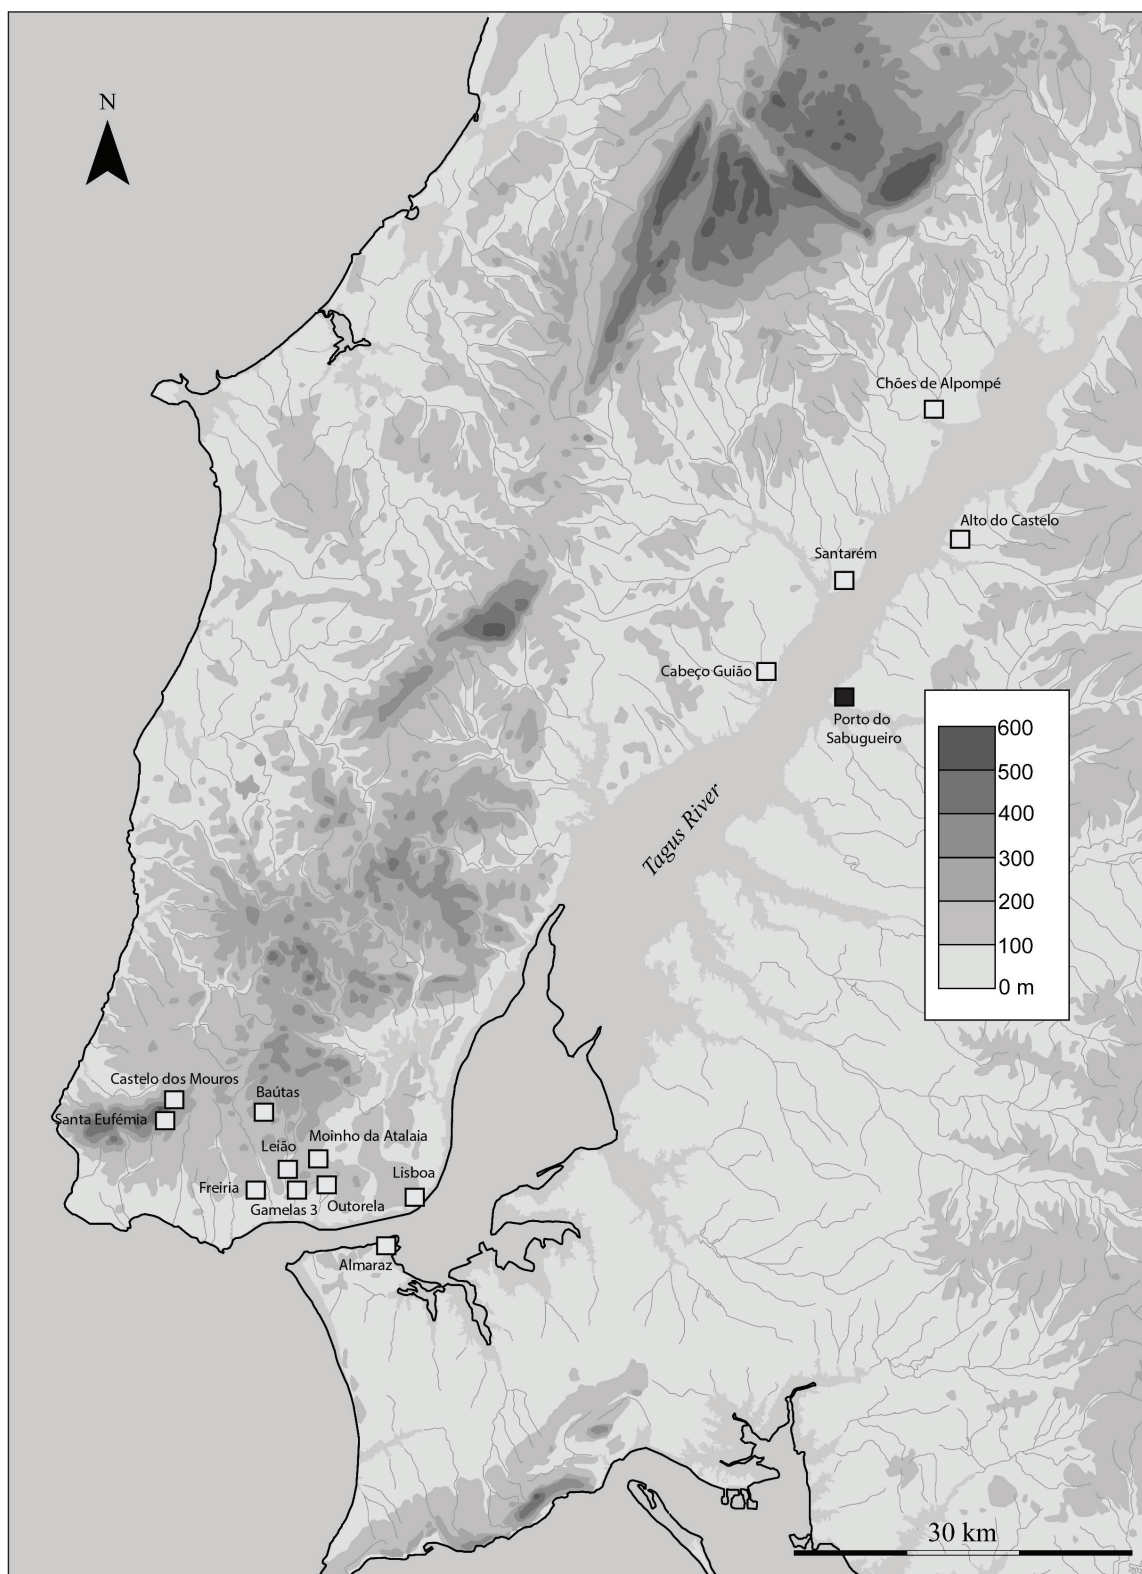 N
Chões de Alpompé
Alto do Castelo
Santarém
Cabeço Guião
Porto do
Sabugueiro
600
500
400
300
200
100
0 m
Tagus River
Castelo dos Mouros
Baútas
Santa Eufémia
Moinho da Atalaia
Leião
Lisboa
Freiria
Outorela
Gamelas 3
Almaraz
30 km